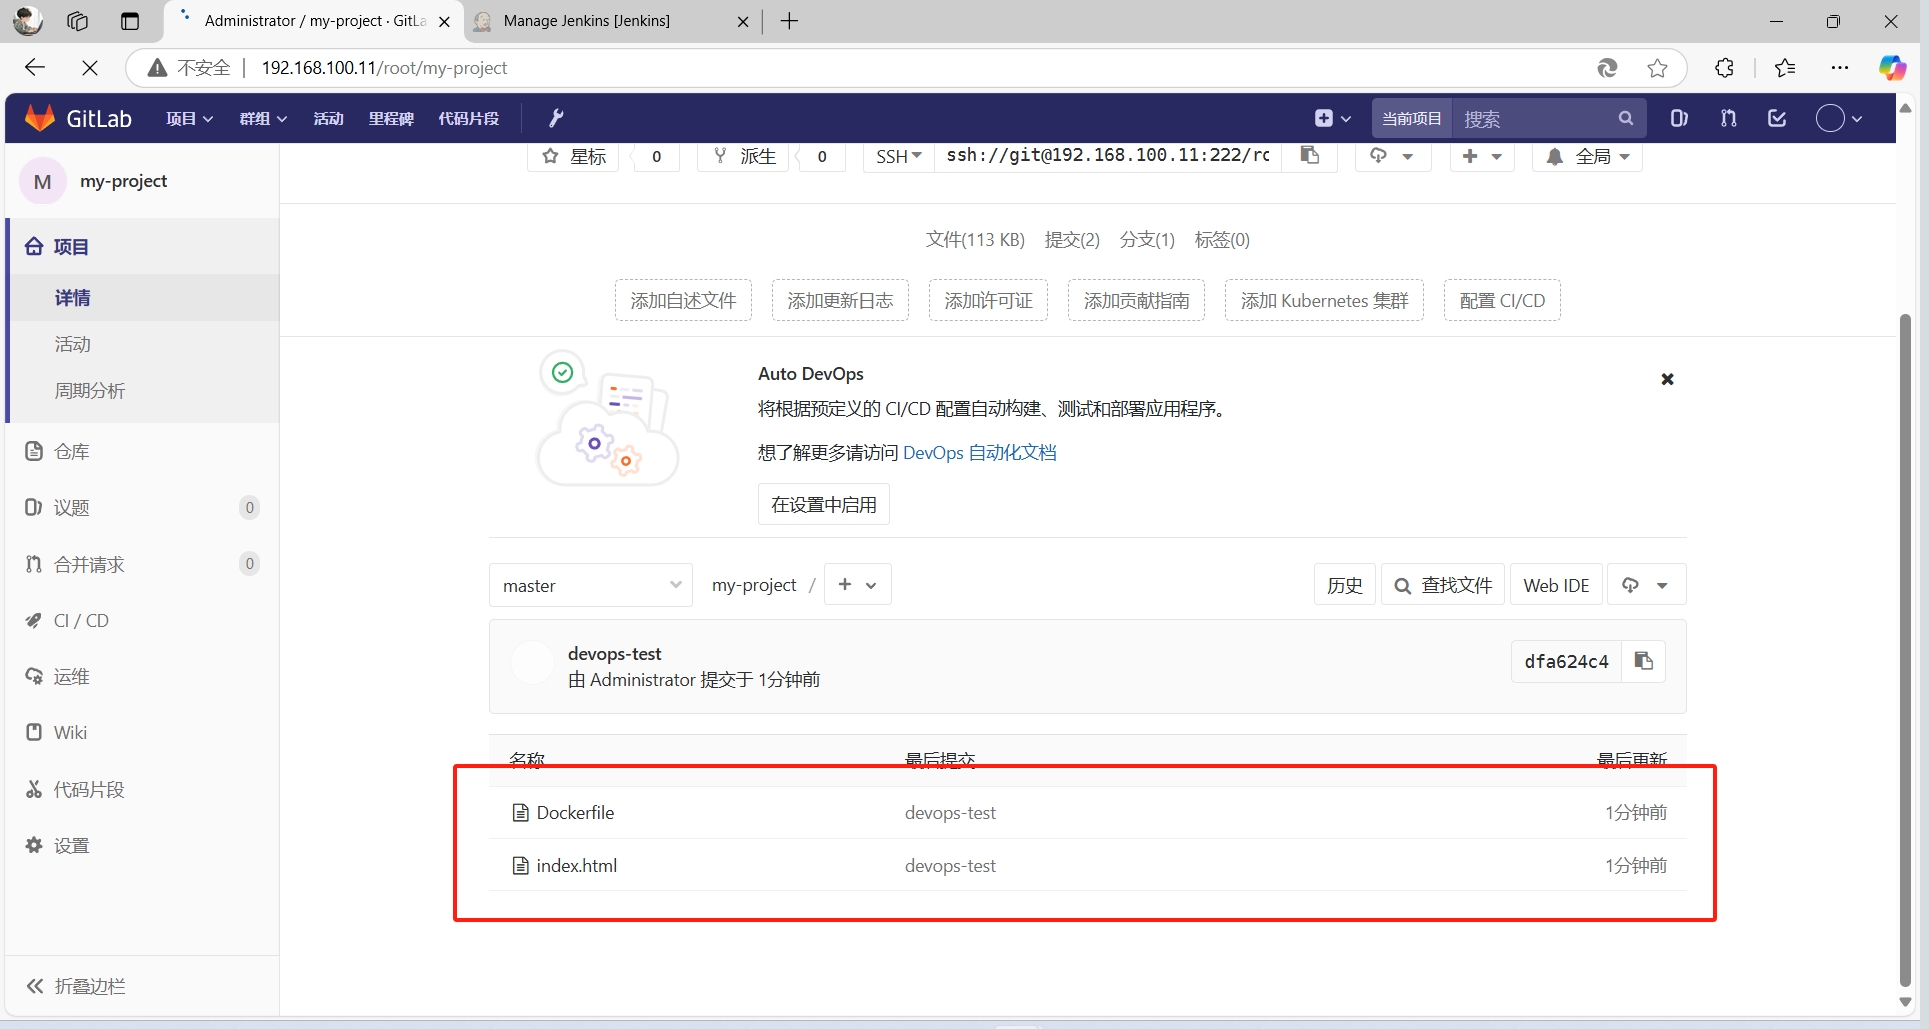 Administrator / my-project · GitLa
Manage Jenkins [Jenkins]
不安全
192.168.100.11/root/my-project
GitLab
项目
群组
活动
里程碑
代码片段
当前项目
搜索
M
my-project
星标
0
派生
0
SSH
ssh://git@192.168.100.11:222/rc
全局
项目
详情
活动
周期分析
仓库
议题
0
合并请求
0
CI / CD
运维
Wiki
代码片段
设置
折叠边栏
文件(113 KB)
提交(2)
分支(1)
标签(0)
添加自述文件
添加更新日志
添加许可证
添加贡献指南
添加 Kubernetes 集群
配置 CI/CD
Auto DevOps
将根据预定义的 CI/CD 配置自动构建、测试和部署应用程序。
想了解更多请访问 DevOps 自动化文档
在设置中启用
master
my-project /
历史
查找文件
Web IDE
devops-test
由 Administrator 提交于 1分钟前
dfa624c4
名称
最后提交
最后更新
Dockerfile
devops-test
1分钟前
index.html
devops-test
1分钟前